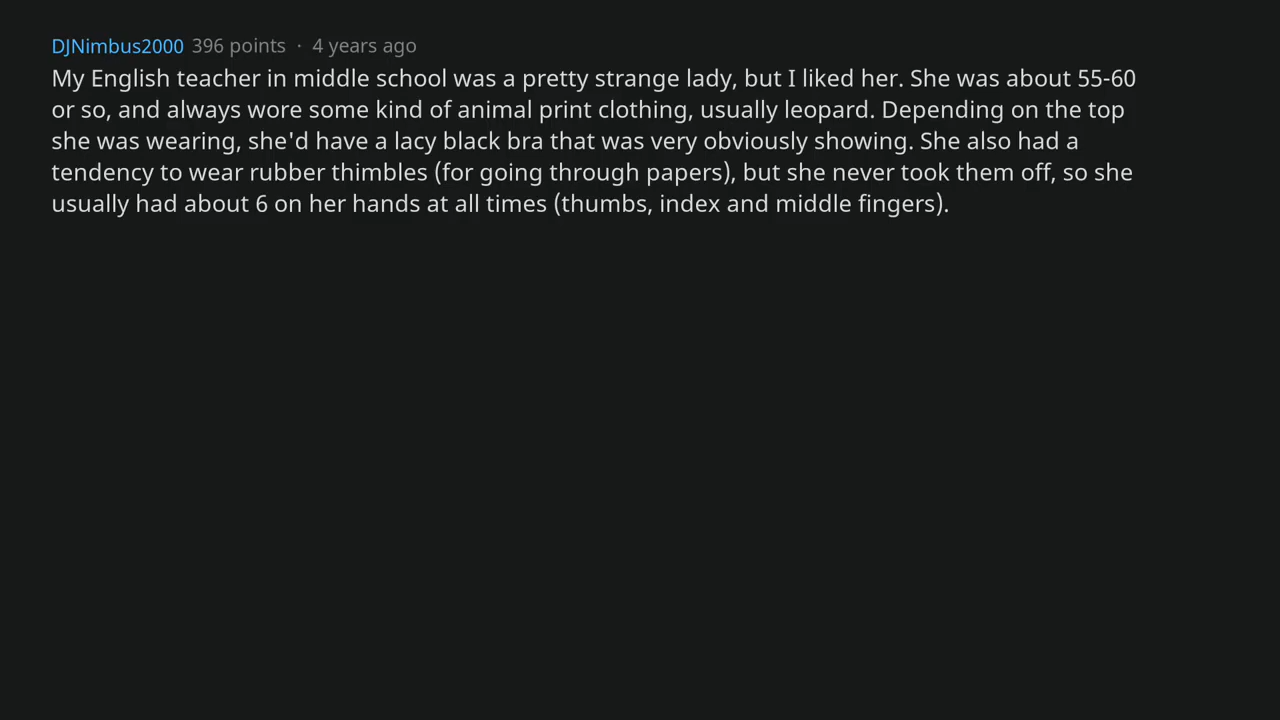 DJNimbus2000 396 points · 4 years ago
My English teacher in middle school was a pretty strange lady, but I liked her. She was about 55-60
or so, and always wore some kind of animal print clothing, usually leopard. Depending on the top
she was wearing, she'd have a lacy black bra that was very obviously showing. She also had a
tendency to wear rubber thimbles (for going through papers), but she never took them off, so she
usually had about 6 on her hands at all times (thumbs, index and middle fingers).